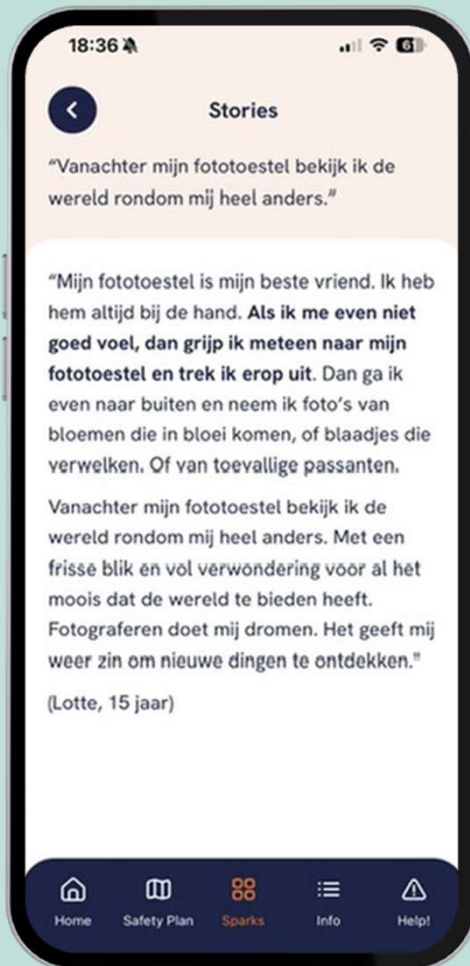 18:36
61
Stories
“Vanachter mijn fototoestel bekijk ik de
wereld rondom mij heel anders.”
“Mijn fototoestel is mijn beste vriend. Ik heb
hem altijd bij de hand. Als ik me even niet
goed voel, dan grijp ik meteen naar mijn
fototoestel en trek ik erop uit. Dan ga ik
even naar buiten en neem ik foto’s van
bloemen die in bloei komen, of blaadjes die
verwelken. Of van toevallige passanten.
Vanachter mijn fototoestel bekijk ik de
wereld rondom mij heel anders. Met een
frisse blik en vol verwondering voor al het
moois dat de wereld te bieden heeft.
Fotograferen doet mij dromen. Het geeft mij
weer zin om nieuwe dingen te ontdekken."
(Lotte, 15 jaar)
Home Safety Plan Sparks Info Help!